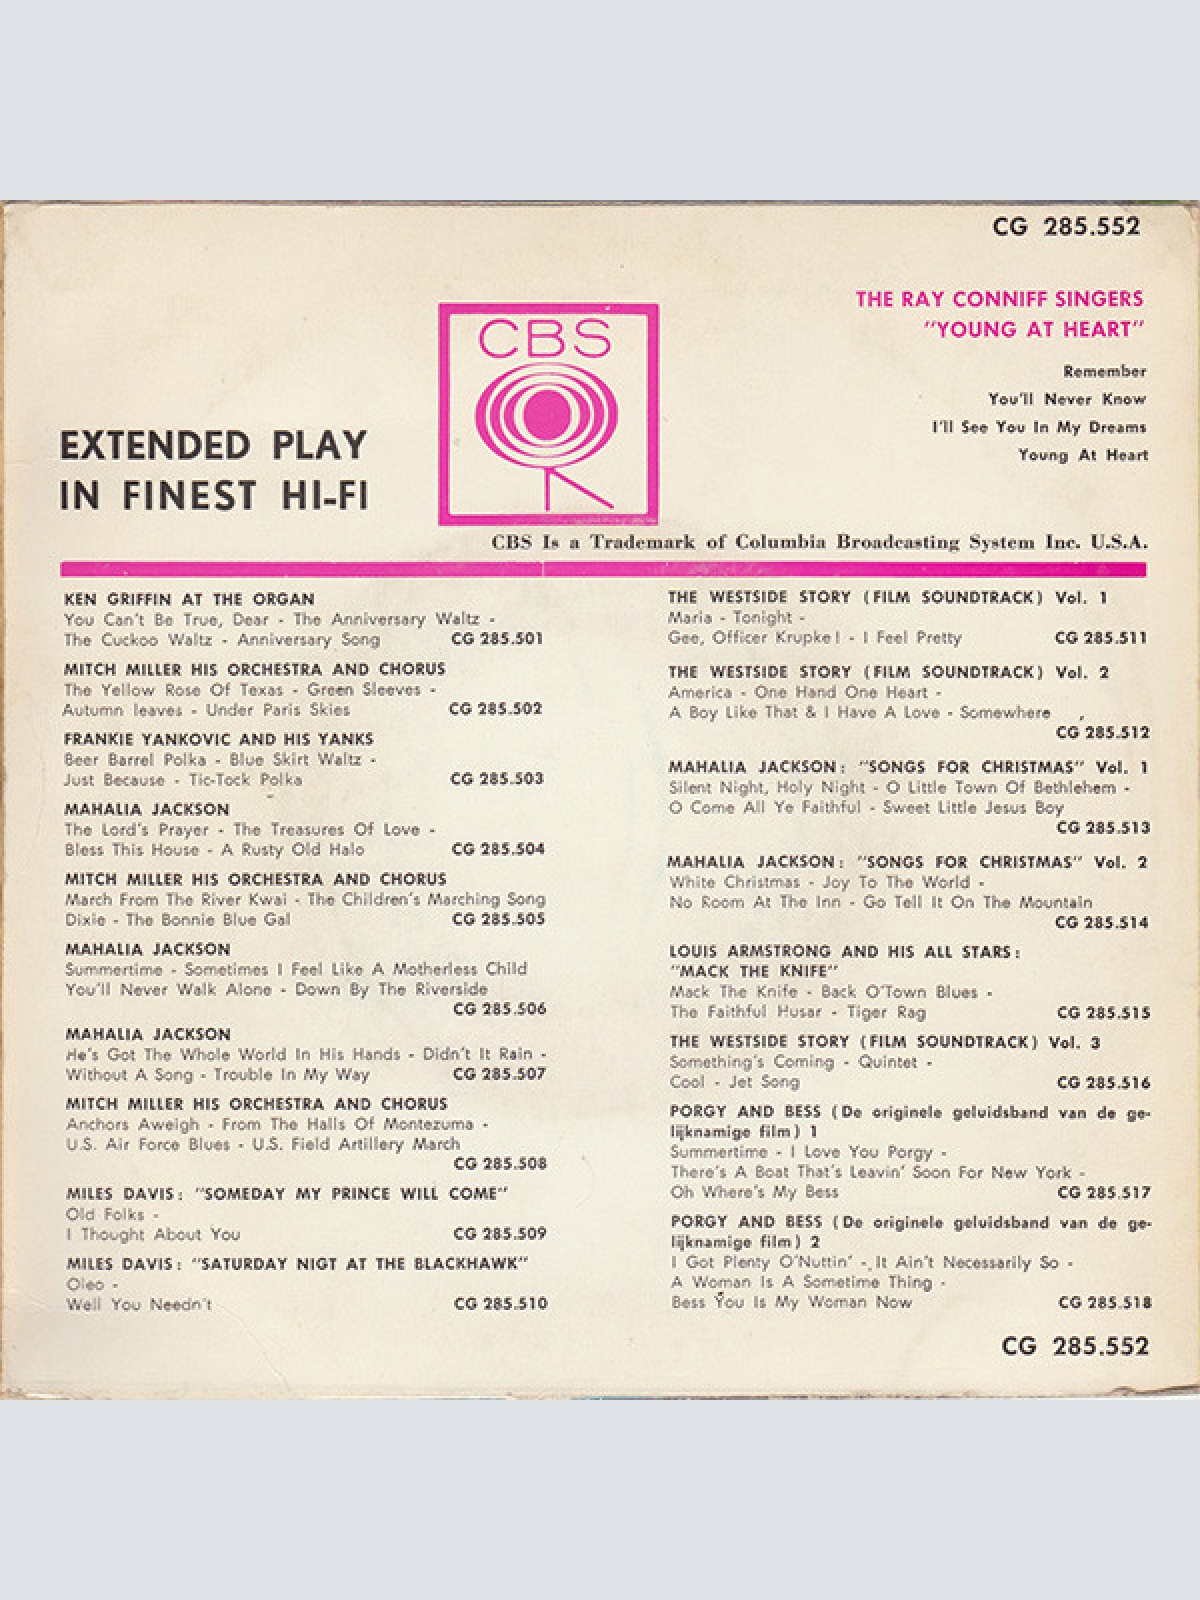 CG 285.552
THE RAY CONNIFF SINGERS
"YOUNG AT HEART"
Remember
You'll Never Know
I'll See You In My Dreams
Young At Heart
CBS
EXTENDED PLAY
IN FINEST HI-FI
CBS Is a Trademark of Columbia Broadcasting System Inc. U.S.A.
KEN GRIFFIN AT THE ORGAN
You Can't Be True, Dear - The Anniversary Waltz -
The Cuckoo Waltz - Anniversary Song CG 285.501
MITCH MILLER HIS ORCHESTRA AND CHORUS
The Yellow Rose Of Texas - Green Sleeves -
Autumn leaves - Under Paris Skies CG 285.502
FRANKIE YANKOVIC AND HIS YANKS
Beer Barrel Polka - Blue Skirt Waltz -
Just Because - Tic-Tock Polka CG 285.503
MAHALIA JACKSON
The Lord's Prayer - The Treasures Of Love -
Bless This House - A Rusty Old Halo CG 285.504
MITCH MILLER HIS ORCHESTRA AND CHORUS
March From The River Kwai - The Children's Marching Song
Dixie - The Bonnie Blue Gal CG 285.505
MAHALIA JACKSON
Summertime - Sometimes I Feel Like A Motherless Child
You'll Never Walk Alone - Down By The Riverside
CG 285.506
MAHALIA JACKSON
He's Got The Whole World In His Hands - Didn't It Rain -
Without A Song - Trouble In My Way CG 285.507
MITCH MILLER HIS ORCHESTRA AND CHORUS
Anchors Aweigh - From The Halls Of Montezuma -
U.S. Air Force Blues - U.S. Field Artillery March
CG 285.508
MILES DAVIS: "SOMEDAY MY PRINCE WILL COME"
Old Folks -
I Thought About You CG 285.509
MILES DAVIS: "SATURDAY NIGT AT THE BLACKHAWK"
Oleo -
Well You Needn't CG 285.510
THE WESTSIDE STORY (FILM SOUNDTRACK) Vol. 1
Maria - Tonight -
Gee, Officer Krupke! - I Feel Pretty CG 285.511
THE WESTSIDE STORY (FILM SOUNDTRACK) Vol. 2
America - One Hand One Heart -
A Boy Like That & I Have A Love - Somewhere
CG 285.512
MAHALIA JACKSON: "SONGS FOR CHRISTMAS" Vol. 1
Silent Night, Holy Night - O Little Town Of Bethlehem -
O Come All Ye Faithful - Sweet Little Jesus Boy
CG 285.513
MAHALIA JACKSON: "SONGS FOR CHRISTMAS" Vol. 2
White Christmas - Joy To The World -
No Room At The Inn - Go Tell It On The Mountain
CG 285.514
LOUIS ARMSTRONG AND HIS ALL STARS:
"MACK THE KNIFE"
Mack The Knife - Back O'Town Blues -
The Faithful Husar - Tiger Rag CG 285.515
THE WESTSIDE STORY (FILM SOUNDTRACK) Vol. 3
Something's Coming - Quintet -
Cool - Jet Song CG 285.516
PORGY AND BESS (De originele geluidsband van de ge-
lijknamige film) 1
Summertime - I Love You Porgy -
There's A Boat That's Leavin' Soon For New York -
Oh Where's My Bess CG 285.517
PORGY AND BESS (De originele geluidsband van de ge-
lijknamige film) 2
I Got Plenty O'Nuttin' - It Ain't Necessarily So -
A Woman Is A Sometime Thing -
Bess You Is My Woman Now CG 285.518
CG 285.552